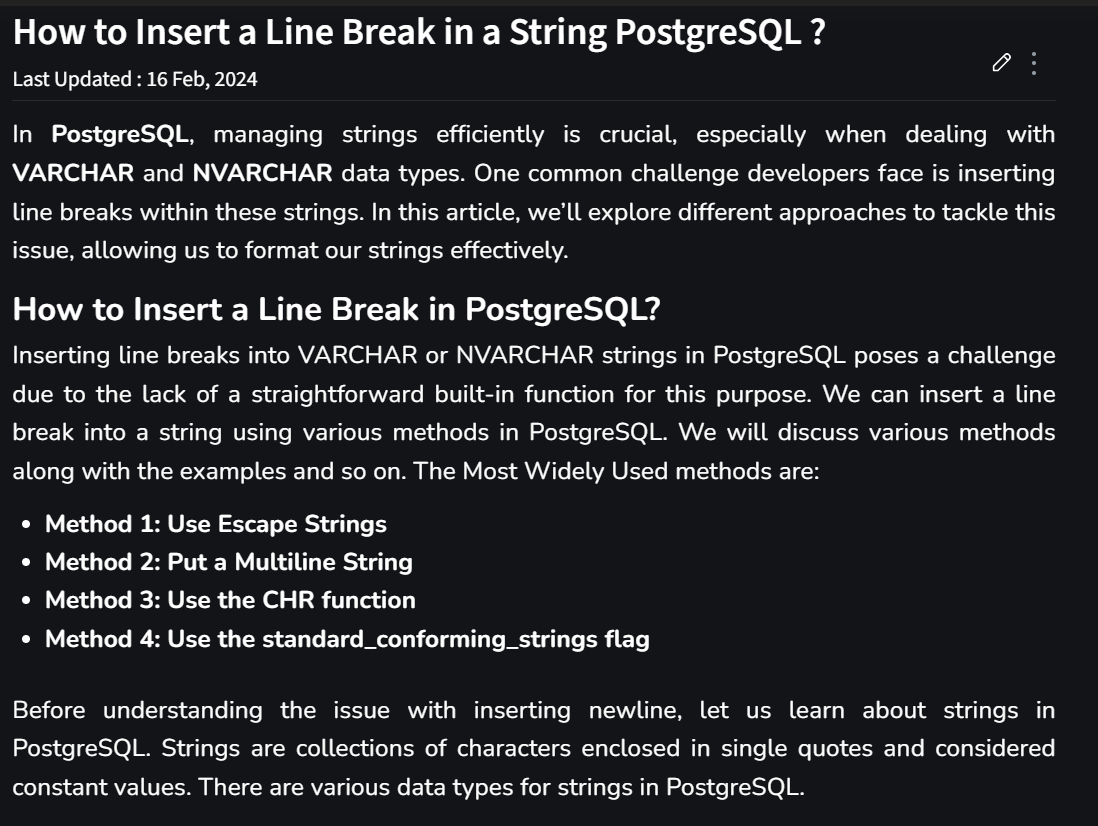 How to Insert a Line Break in a String PostgreSQL ?
Last Updated : 16 Feb, 2024
In PostgreSQL, managing strings efficiently is crucial, especially when dealing with
VARCHAR and NVARCHAR data types. One common challenge developers face is inserting
line breaks within these strings. In this article, we’ll explore different approaches to tackle this
issue, allowing us to format our strings effectively.
How to Insert a Line Break in PostgreSQL?
Inserting line breaks into VARCHAR or NVARCHAR strings in PostgreSQL poses a challenge
due to the lack of a straightforward built-in function for this purpose. We can insert a line
break into a string using various methods in PostgreSQL. We will discuss various methods
along with the examples and so on. The Most Widely Used methods are:
• Method 1: Use Escape Strings
• Method 2: Put a Multiline String
• Method 3: Use the CHR function
• Method 4: Use the standard_conforming_strings flag
Before understanding the issue with inserting newline, let us learn about strings in
PostgreSQL. Strings are collections of characters enclosed in single quotes and considered
constant values. There are various data types for strings in PostgreSQL.